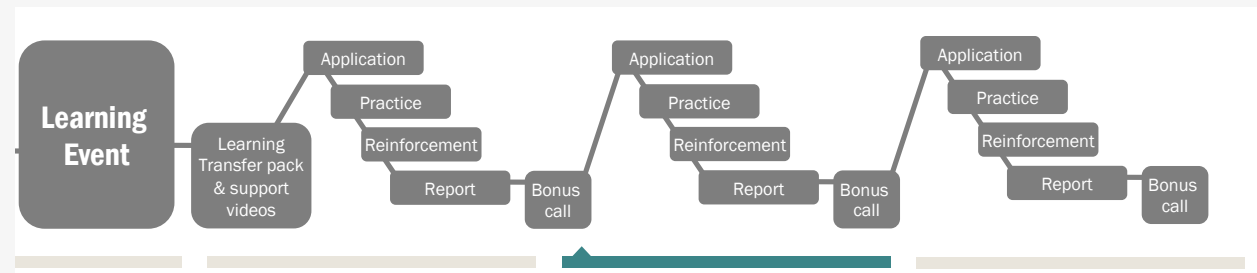 Learning
Event
Learning
Transfer pack
& support
videos
Application
Practice
Reinforcement
Report
Bonus
call
Application
Practice
Reinforcement
Report
Bonus
call
Application
Practice
Reinforcement
Report
Bonus
call